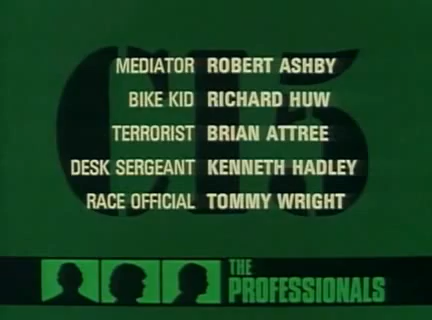 CI5
MEDIATOR ROBERT ASHBY
BIKE KID RICHARD HUW
TERRORIST BRIAN ATTREE
DESK SERGEANT KENNETH HADLEY
RACE OFFICIAL TOMMY WRIGHT
THE
PROFESSIONALS